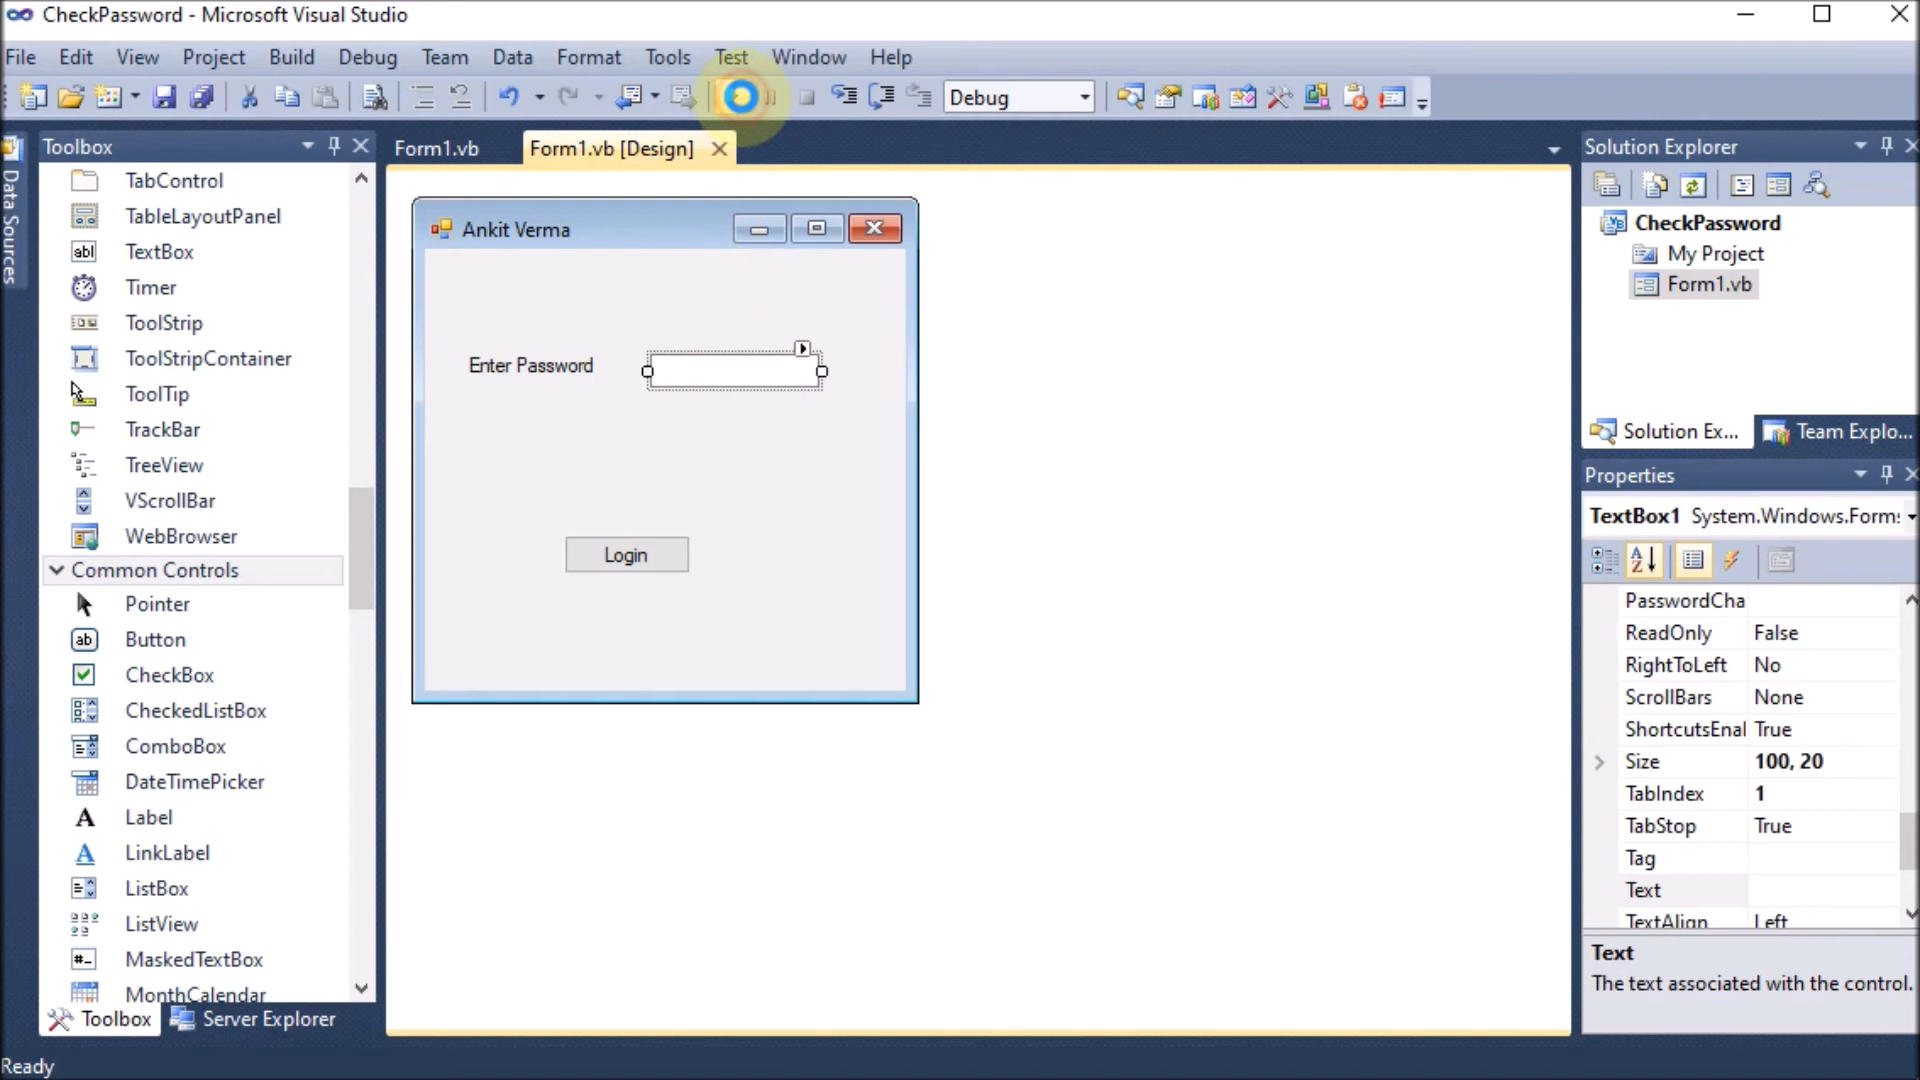 CheckPassword - Microsoft Visual Studio
File Edit View Project Build Debug Team Data Format Tools Test Window Help
Debug
Data Sources
Toolbox
TabControl
TableLayoutPanel
abl TextBox
Timer
ToolStrip
ToolStripContainer
ToolTip
TrackBar
TreeView
VScrollBar
WebBrowser
Common Controls
Pointer
ab Button
CheckBox
CheckedListBox
ComboBox
DateTimePicker
A Label
A LinkLabel
ListBox
ListView
#- MaskedTextBox
MonthCalendar
Toolbox Server Explorer
Form1.vb Form1.vb [Design]
Ankit Verma
Enter Password
Login
Solution Explorer
CheckPassword
My Project
Form1.vb
Solution Ex... Team Explo...
Properties
TextBox1 System.Windows.Forms
PasswordCha
ReadOnly False
RightToLeft No
ScrollBars None
ShortcutsEnal True
Size 100, 20
TabIndex 1
TabStop True
Tag
Text
TextAlign Left
Text
The text associated with the control.
Ready